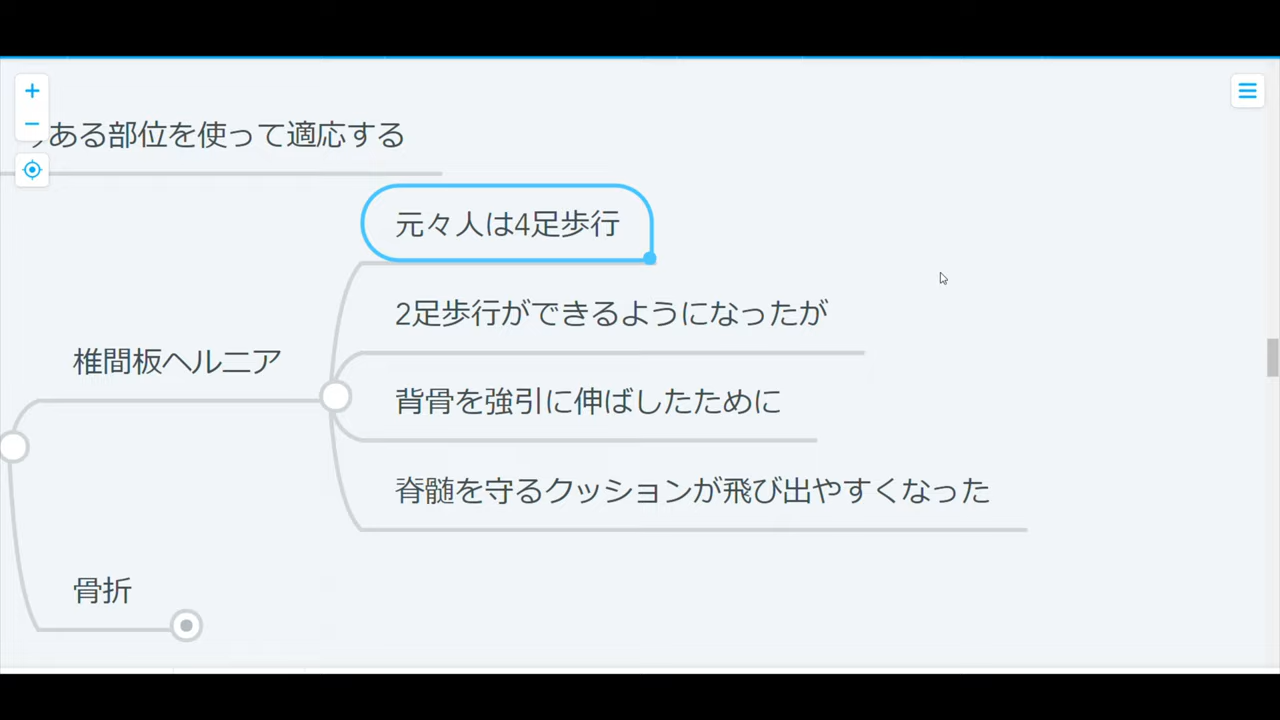 ある部位を使って適応する
元々人は4足歩行
2足歩行ができるようになったが
椎間板ヘルニア
背骨を強引に伸ばしたために
脊髄を守るクッションが飛び出やすくなった
骨折